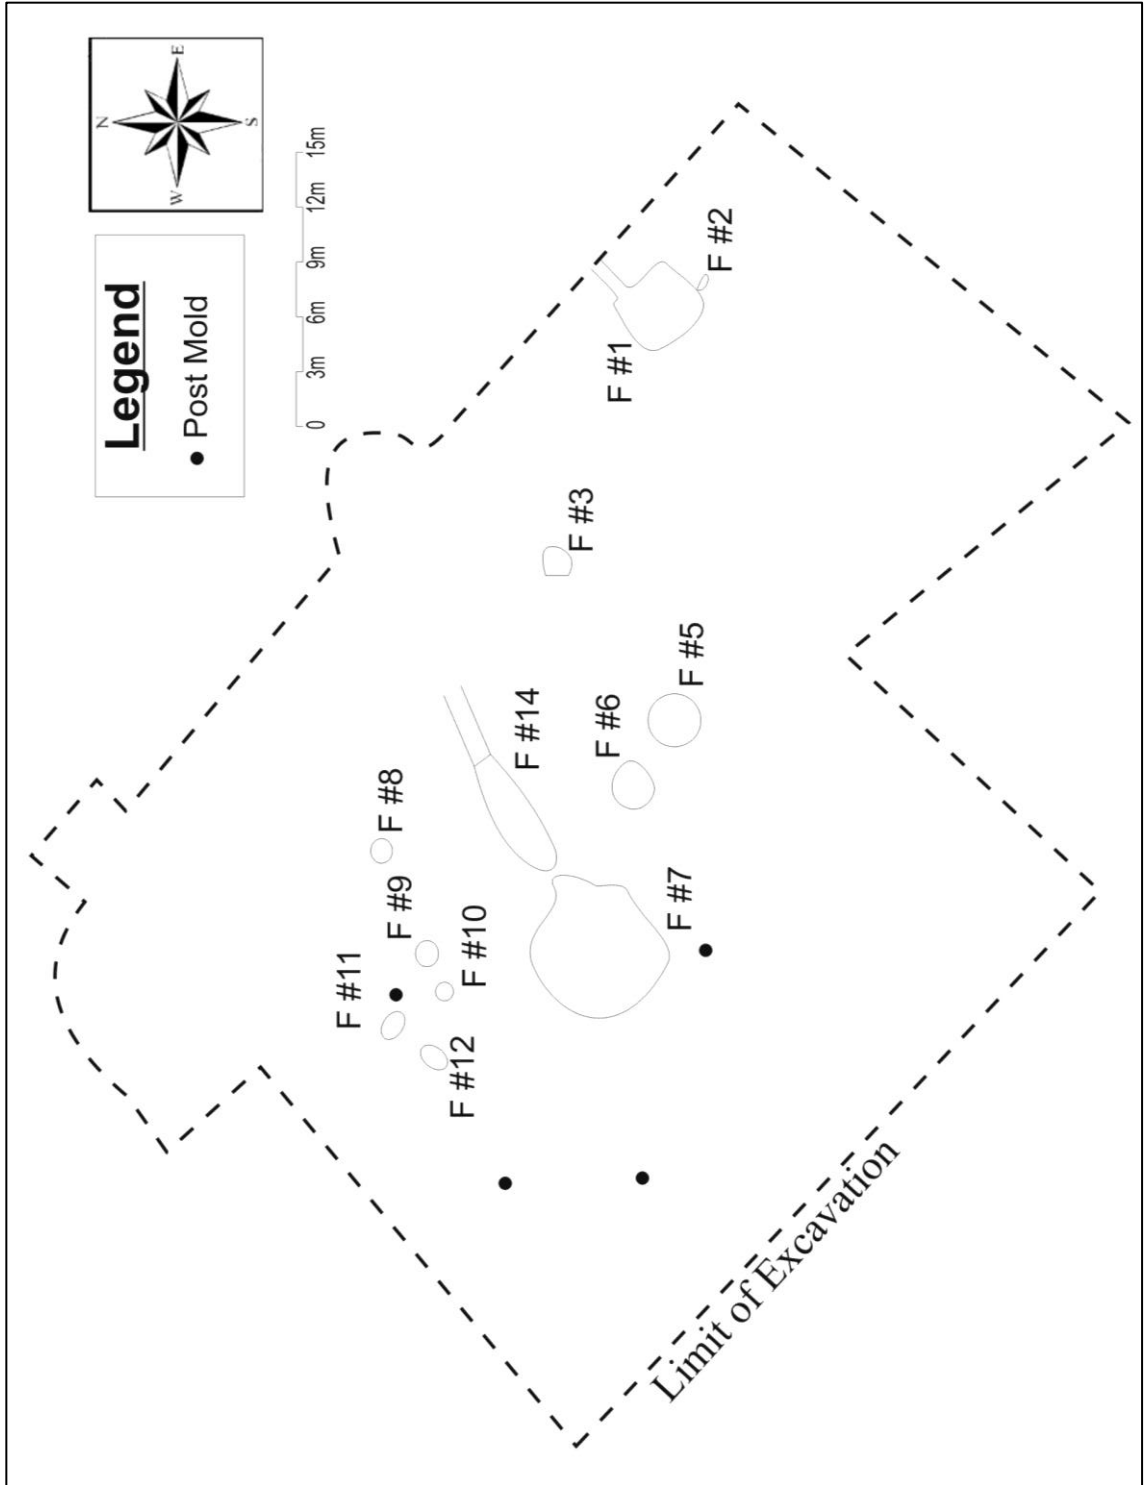 N
E
S
W
Legend
Post Mold
0
3m
6m
9m
12m
15m
F #1
F #2
F #3
F #5
F #6
F #14
F #7
F #8
F #9
F #10
F #11
F #12
Limit of Excavation